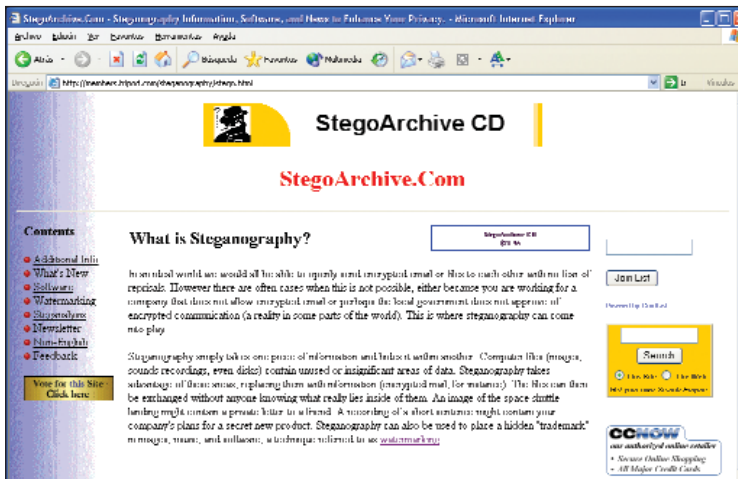 StegoArchive.Com - Steganography Information, Software, and News to Enhance Your Privacy. - Microsoft Internet Explorer
Archivo Edición Ver Favoritos Herramientas Ayuda
Atrás Búsqueda Favoritos Multimedia
Dirección http://members.tripod.com/steganography/stego.html Ir Vínculos
StegoArchive CD
StegoArchive.Com
Contents
Additional Info
What's New
Software
Watermarking
Steganalysis
Newsletter
Non-English
Feedback
Vote for this Site -
Click here
What is Steganography?
StegoArchive CD
In an ideal world we would all be able to openly send encrypted email or files to each other with no fear of
reprisals. However there are often cases when this is not possible, either because you are working for a
company that does not allow encrypted email or perhaps the local government does not approve of
encrypted communication (a reality in some parts of the world). This is where steganography can come
into play.
Steganography simply takes one piece of information and hides it within another. Computer files (images,
sounds recordings, even disks) contain unused or insignificant areas of data. Steganography takes
advantage of these areas, replacing them with information (encrypted mail, for instance). The files can then
be exchanged without anyone knowing what really lies inside of them. An image of the space shuttle
landing might contain a private letter to a friend. A recording of a short sentence might contain your
company's plans for a secret new product. Steganography can also be used to place a hidden "trademark"
in images, music, and software, a technique referred to as watermarking
Join List
Search
This Site The Web
CCNOW
our authorized online retailer
• Secure Online Shopping
• All Major Credit Cards